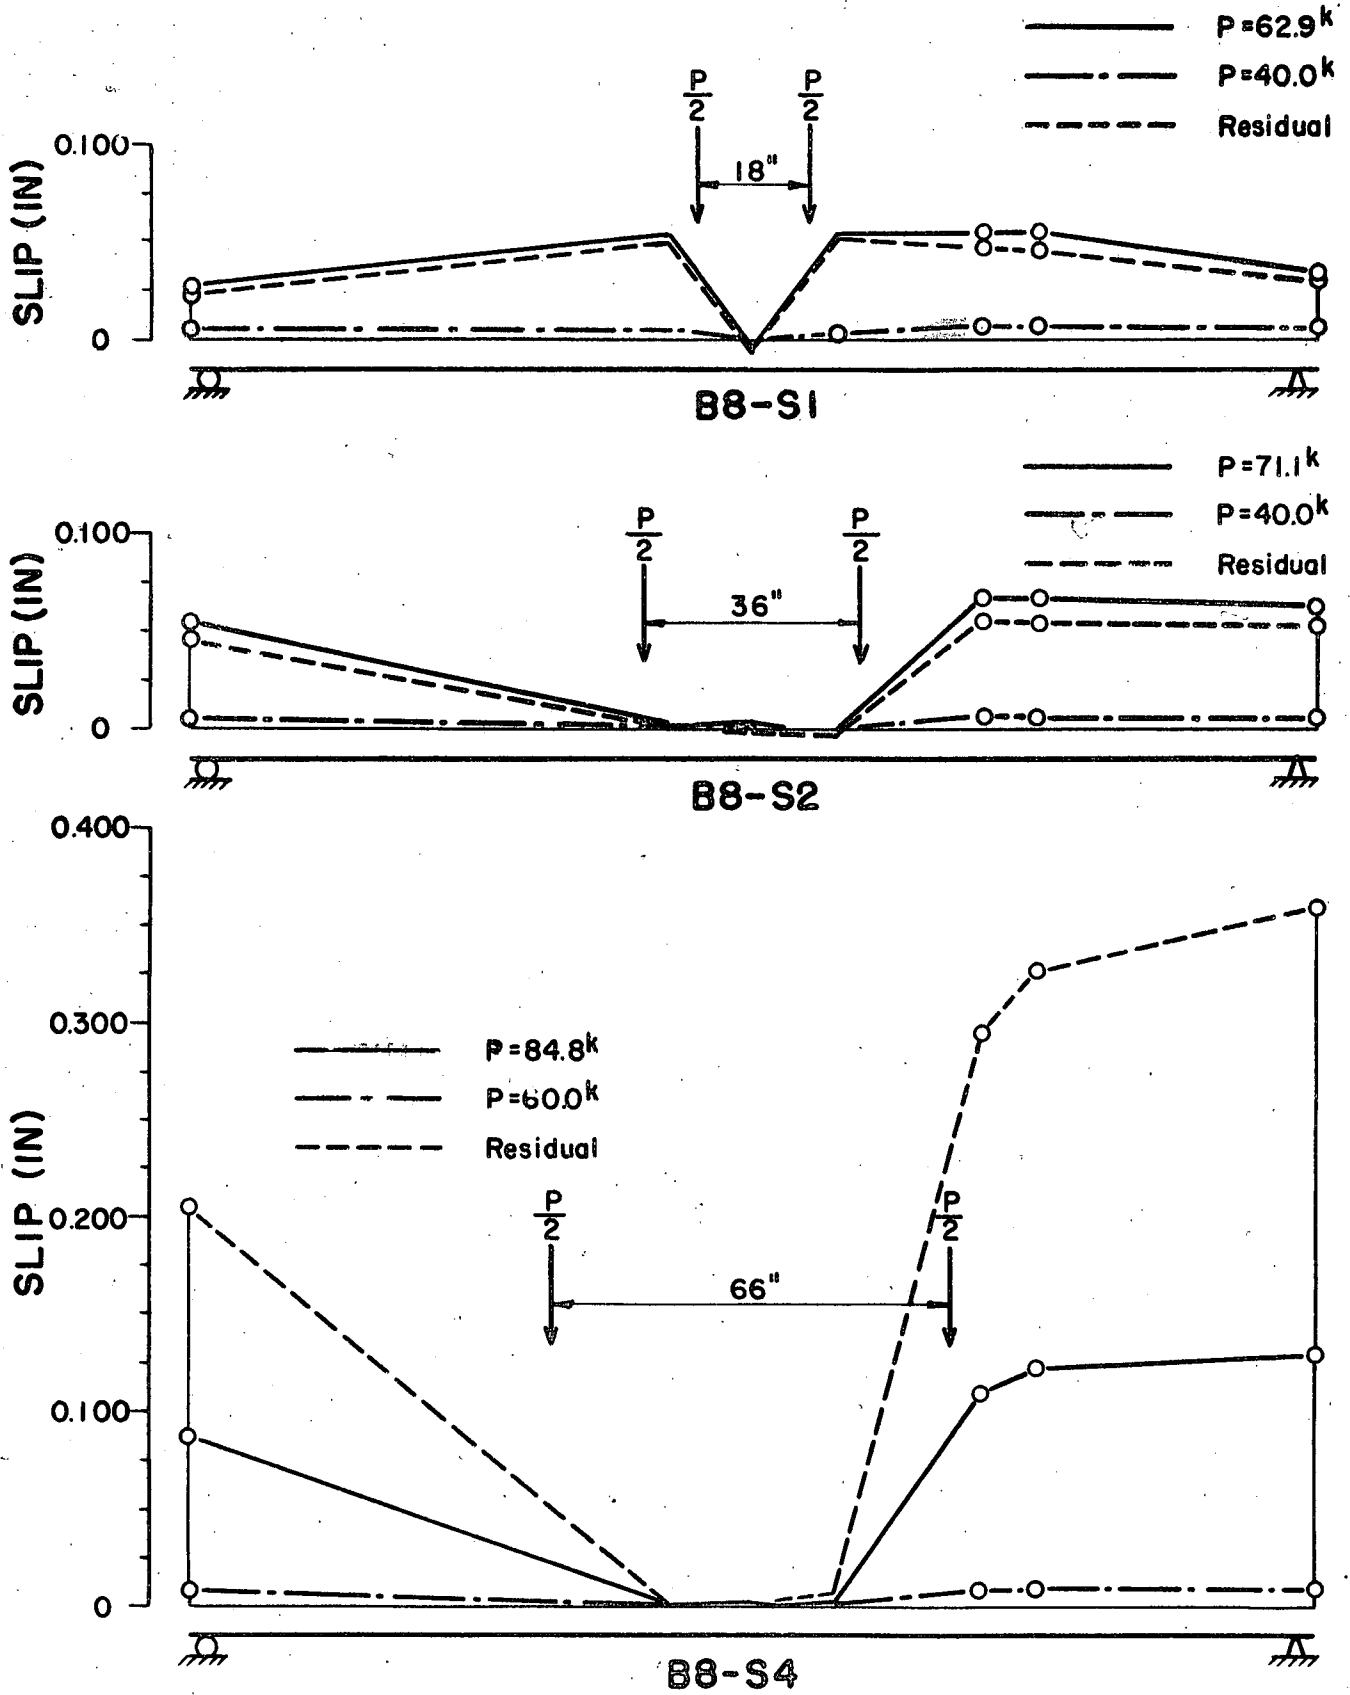 P=62.9k
P=40.0k
Residual
P
2
P
2
18"
SLIP (IN)
0.100
0
B8-S1
P=71.1k
P=40.0k
Residual
P
2
P
2
36"
SLIP (IN)
0.100
0
B8-S2
0.400
0.300
0.200
0.100
0
SLIP (IN)
P=84.8k
P=60.0k
Residual
P
2
P
2
66"
B8-S4